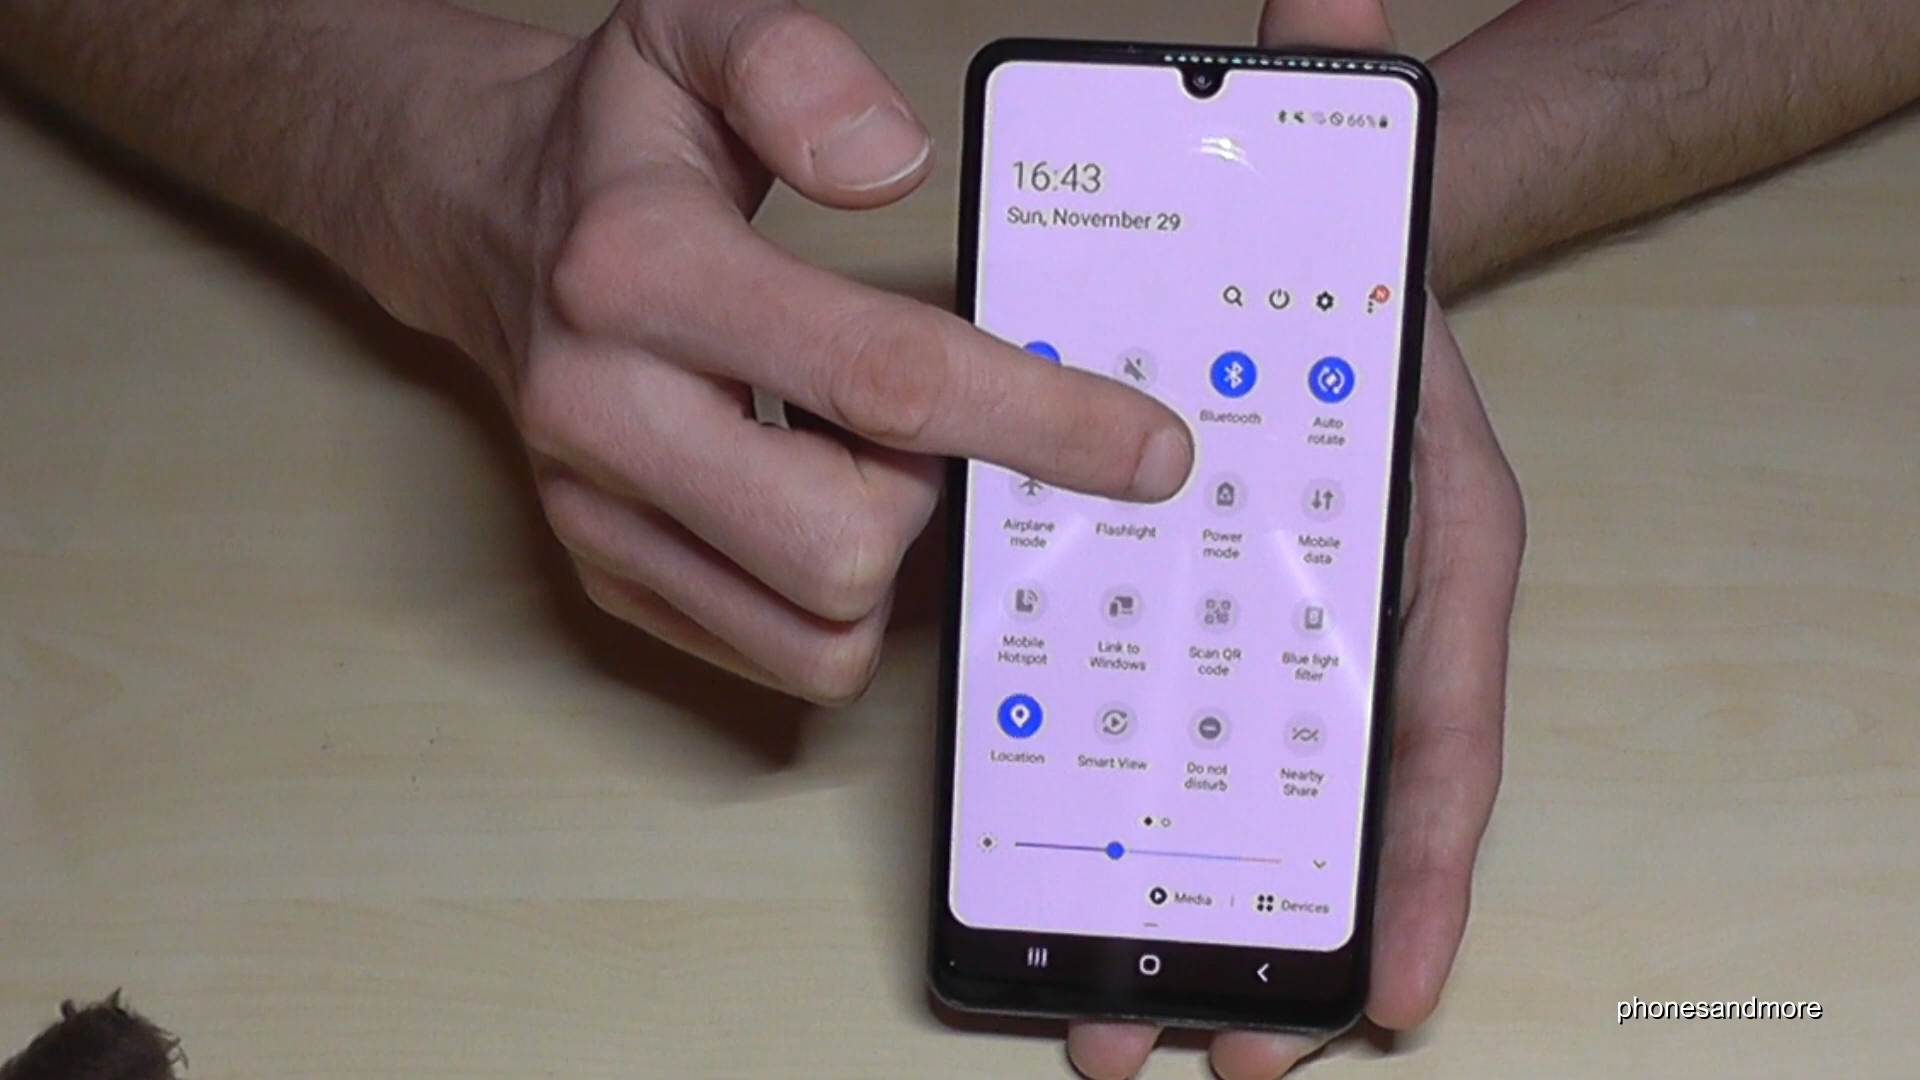 66%
16:43
Sun, November 29
N
Bluetooth
Auto
rotate
Airplane
mode
Flashlight
Power
mode
Mobile
data
Mobile
Hotspot
Link to
Windows
Scan QR
code
Blue light
filter
Location
Smart View
Do not
disturb
Nearby
Share
Media | Devices
phonesandmore